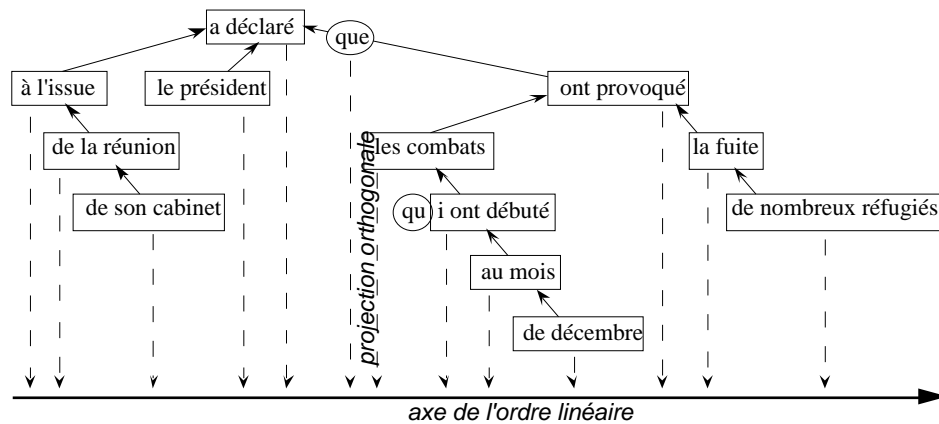 a déclaré
que
à l'issue
le président
ont provoqué
de la réunion
les combats
la fuite
de son cabinet
qu
i ont débuté
de nombreux réfugiés
au mois
de décembre
projection orthogonale
axe de l'ordre linéaire